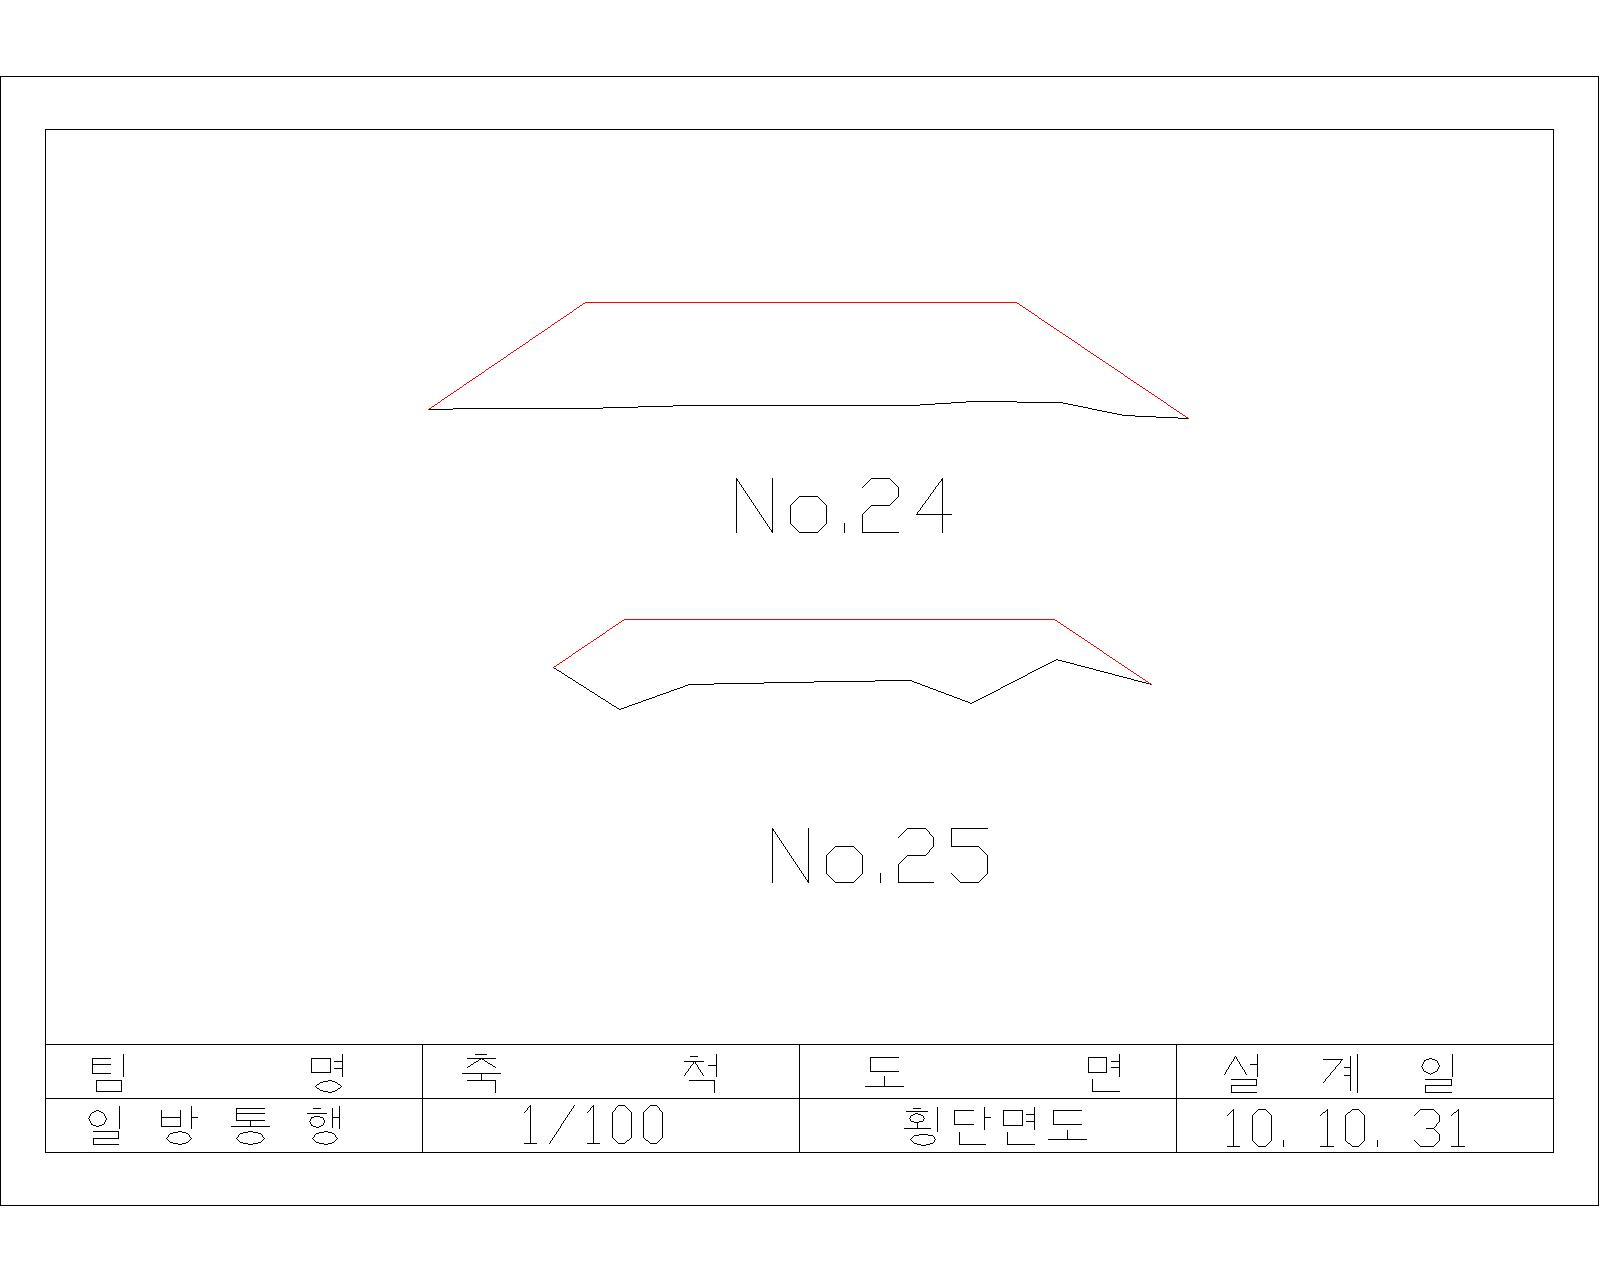 No.24
No.25
팀 명 축 척 도 면 설 계 일
일 방 통 행 1/100 횡단면도 10. 10. 31